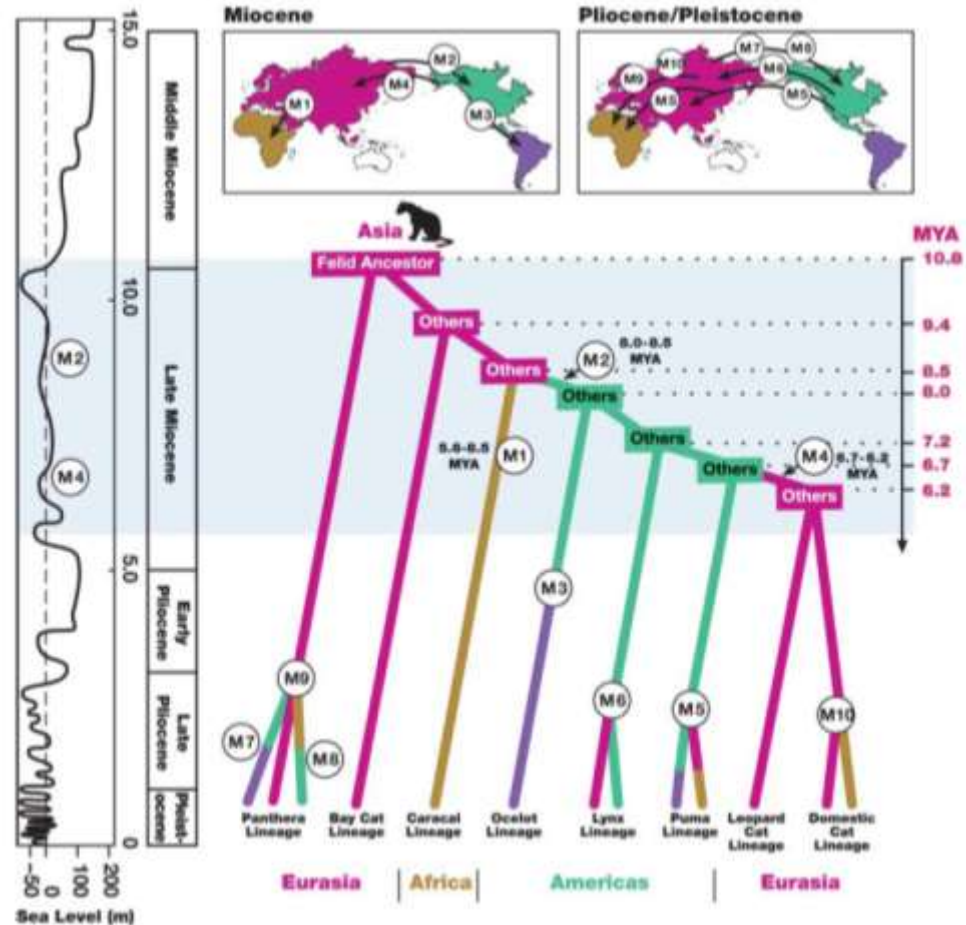 Miocene
Pliocene/Pleistocene
M1
M2
M4
M3
M7
M8
M10
M6
M9
M5
M5
15.0
10.0
5.0
0
Middle Miocene
Late Miocene
Early
Pliocene
Late
Pliocene
Pleist-
ocene
M2
M4
-50
0
100
200
Sea Level (m)
Asia
MYA
Felid Ancestor
10.8
Others
9.4
Others
8.5
M2
8.0-8.5
MYA
Others
8.0
Others
7.2
5.6-8.5
MYA
M1
Others
6.7
M4
6.7-6.2
MYA
Others
6.2
M3
M9
M7
M8
M6
M5
M10
Panthera
Lineage
Bay Cat
Lineage
Caracal
Lineage
Ocelot
Lineage
Lynx
Lineage
Puma
Lineage
Leopard
Cat
Lineage
Domestic
Cat
Lineage
Eurasia
Africa
Americas
Eurasia